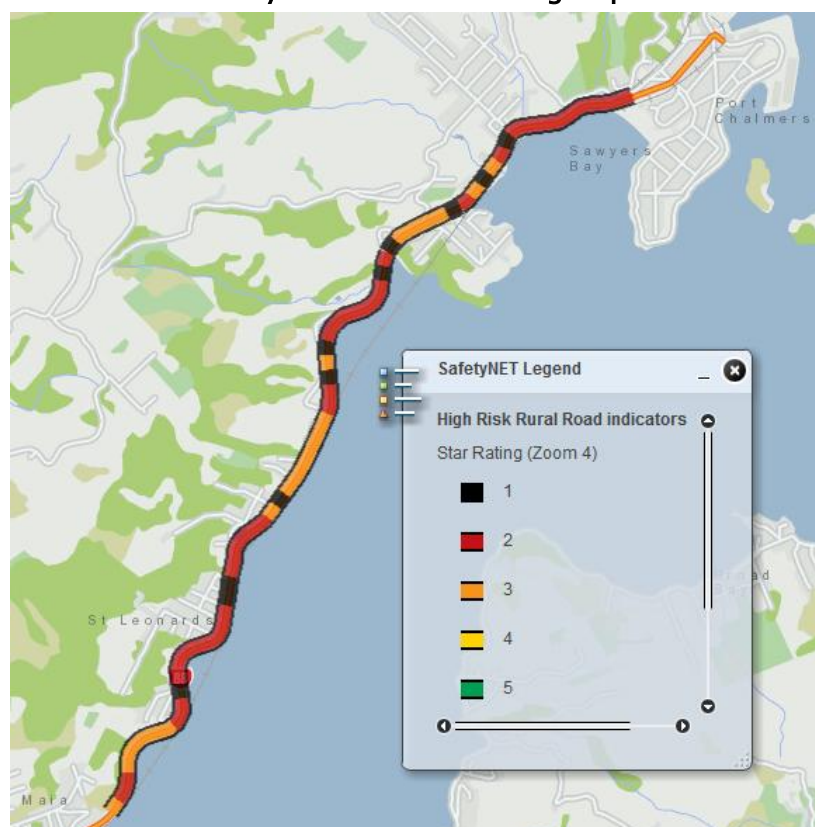 Port
Chalmers
Sawyers
Bay
SafetyNET Legend
High Risk Rural Road indicators
Star Rating (Zoom 4)
1
2
3
4
5
St Leonards
Maia